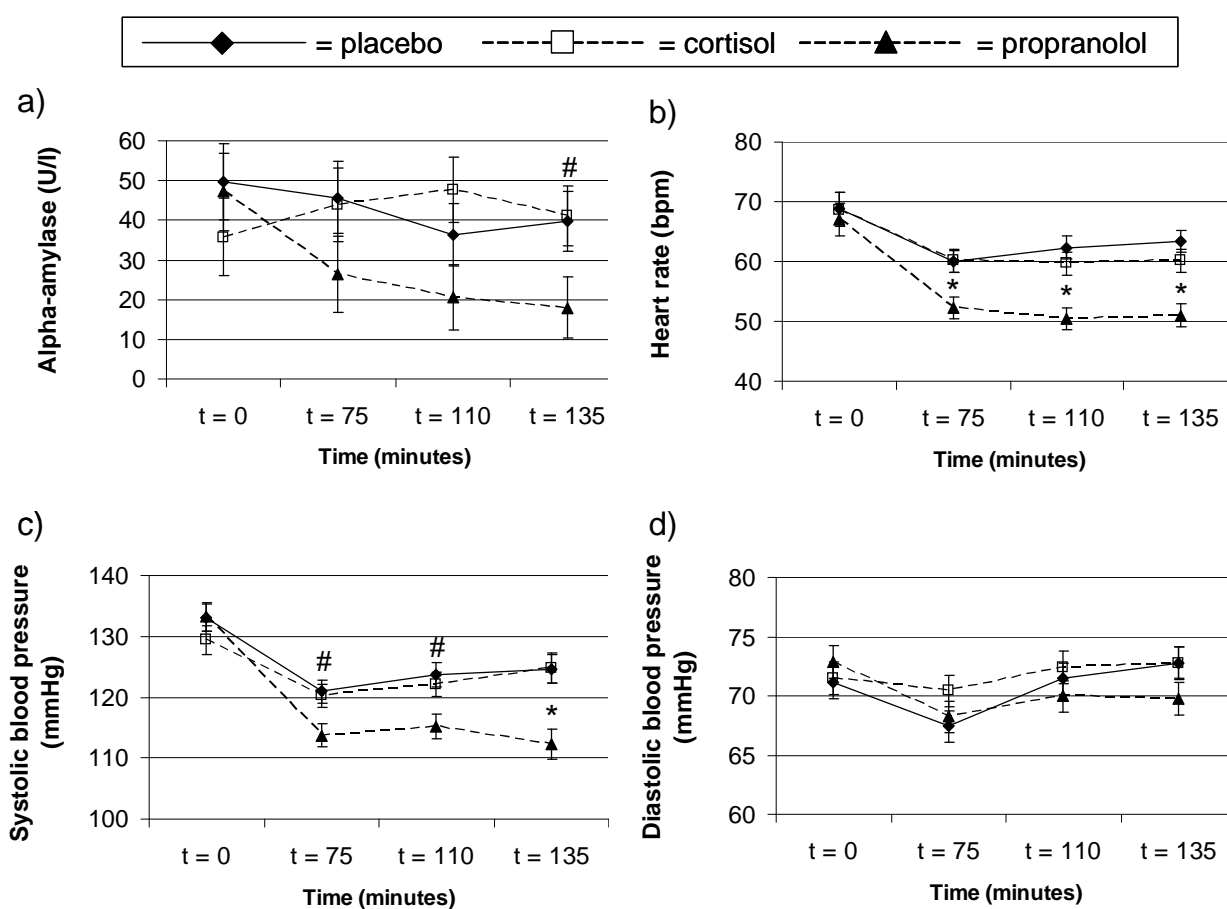 = placebo = cortisol = propranolol
a)
Alpha-amylase (U/l)
60
50
40
30
20
10
0
#
t = 0 t = 75 t = 110 t = 135
Time (minutes)
b)
Heart rate (bpm)
80
70
60
50
40
* * *
t = 0 t = 75 t = 110 t = 135
Time (minutes)
c)
Systolic blood pressure
(mmHg)
140
130
120
110
100
# #
*
t = 0 t = 75 t = 110 t = 135
Time (minutes)
d)
Diastolic blood pressure
(mmHg)
80
75
70
65
60
t = 0 t = 75 t = 110 t = 135
Time (minutes)